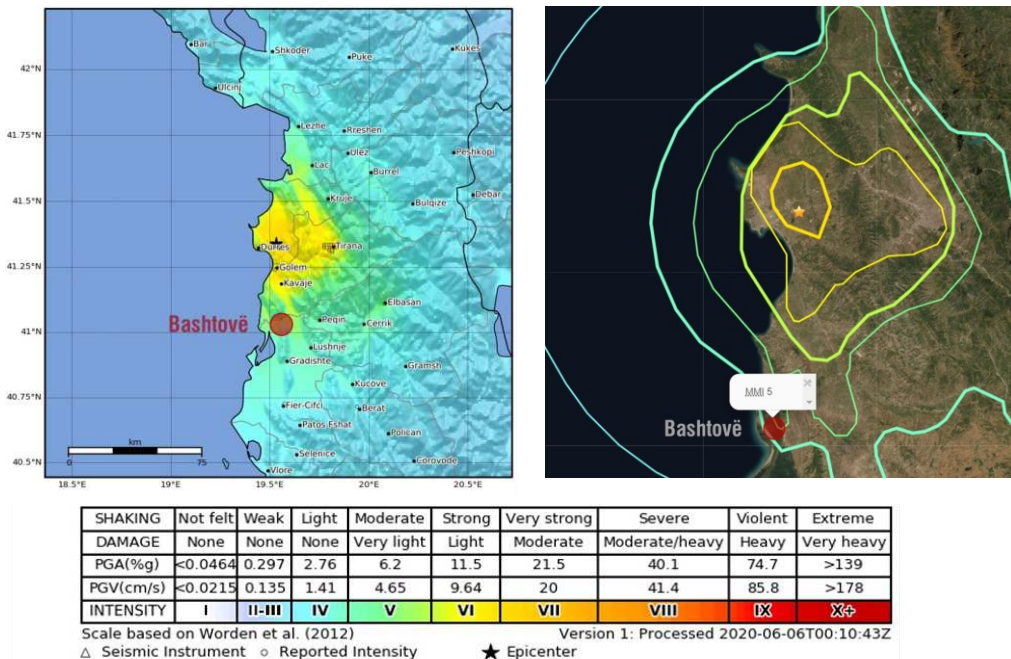 42°N
41.75°N
41.5°N
41.25°N
41°N
40.75°N
40.5°N
18.5°E
19°E
19.5°E
20°E
20.5°E
Bar
Shkoder
Puke
Kukes
Ulcinj
Lezhe
Rreshen
Lac
Ulez
Peshkopi
Burrel
Kruje
Bulqize
Debar
Durres
Tirana
Golem
Kavaje
Elbasan
Bashtovë
Peqin
Cerrik
Lushnje
Gradishte
Gramsh
Kucove
Fier-Cifci
Berat
Patos Fshat
Polican
Selenice
Corovode
Vlore
km
0
75
MMI 5
Bashtovë
SHAKING Not felt Weak Light Moderate Strong Very strong Severe Violent Extreme
DAMAGE None None None Very light Light Moderate Moderate/heavy Heavy Very heavy
PGA(%g) <0.0464 0.297 2.76 6.2 11.5 21.5 40.1 74.7 >139
PGV(cm/s) <0.0215 0.135 1.41 4.65 9.64 20 41.4 85.8 >178
INTENSITY I II-III IV V VI VII VIII IX X+
Scale based on Worden et al. (2012) Version 1: Processed 2020-06-06T00:10:43Z
△ Seismic Instrument ○ Reported Intensity ★ Epicenter